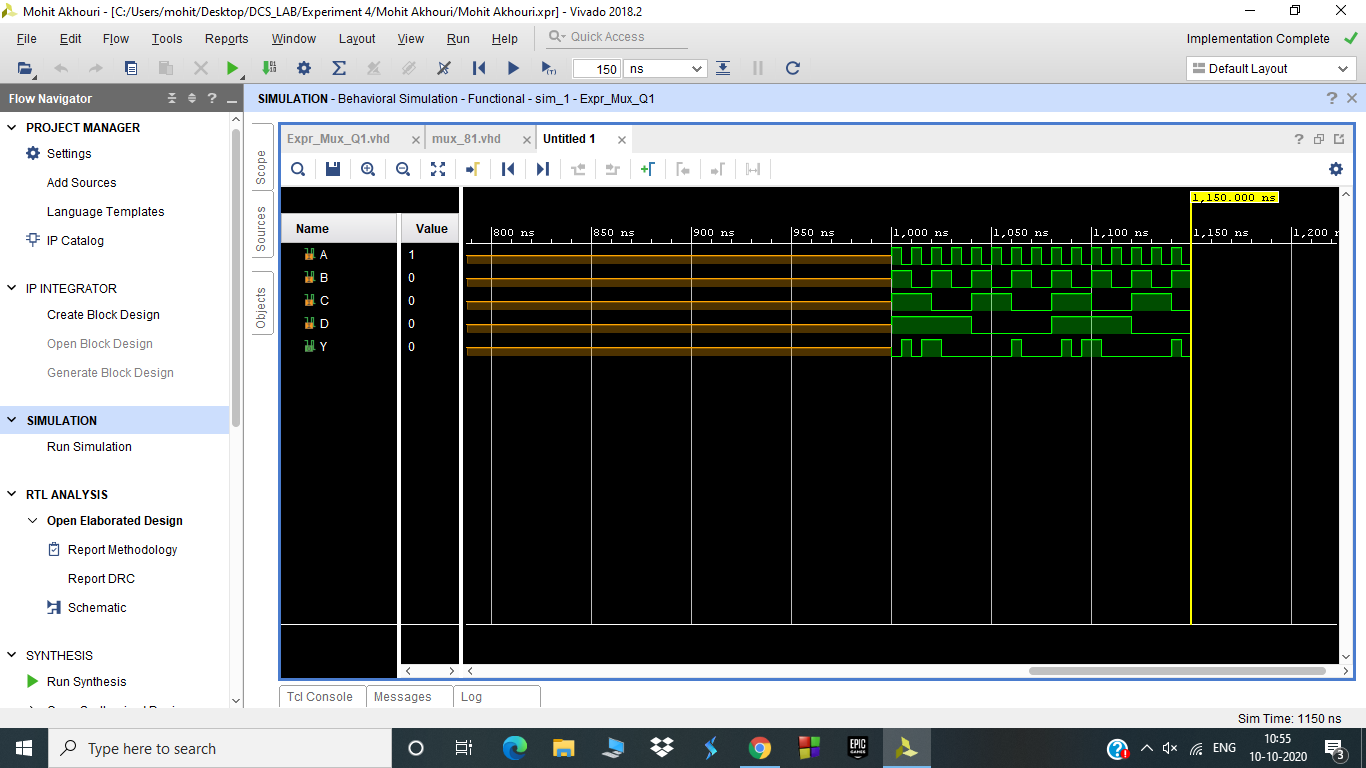 Mohit Akhouri - [C:/Users/mohit/Desktop/DCS_LAB/Experiment 4/Mohit Akhouri/Mohit Akhouri.xpr] - Vivado 2018.2
File Edit Flow Tools Reports Window Layout View Run Help Quick Access Implementation Complete
150 ns Default Layout
Flow Navigator
SIMULATION - Behavioral Simulation - Functional - sim_1 - Expr_Mux_Q1
PROJECT MANAGER
Settings
Add Sources
Language Templates
IP Catalog
IP INTEGRATOR
Create Block Design
Open Block Design
Generate Block Design
SIMULATION
Run Simulation
RTL ANALYSIS
Open Elaborated Design
Report Methodology
Report DRC
Schematic
SYNTHESIS
Run Synthesis
Scope
Sources
Objects
Expr_Mux_Q1.vhd mux_81.vhd Untitled 1
1,150.000 ns
Name Value
800 ns 850 ns 900 ns 950 ns 1,000 ns 1,050 ns 1,100 ns 1,150 ns 1,200 n
A 1
B 0
C 0
D 0
Y 0
Tcl Console Messages Log
Sim Time: 1150 ns
Type here to search
EPIC GAMES
ENG
10:55
10-10-2020
3